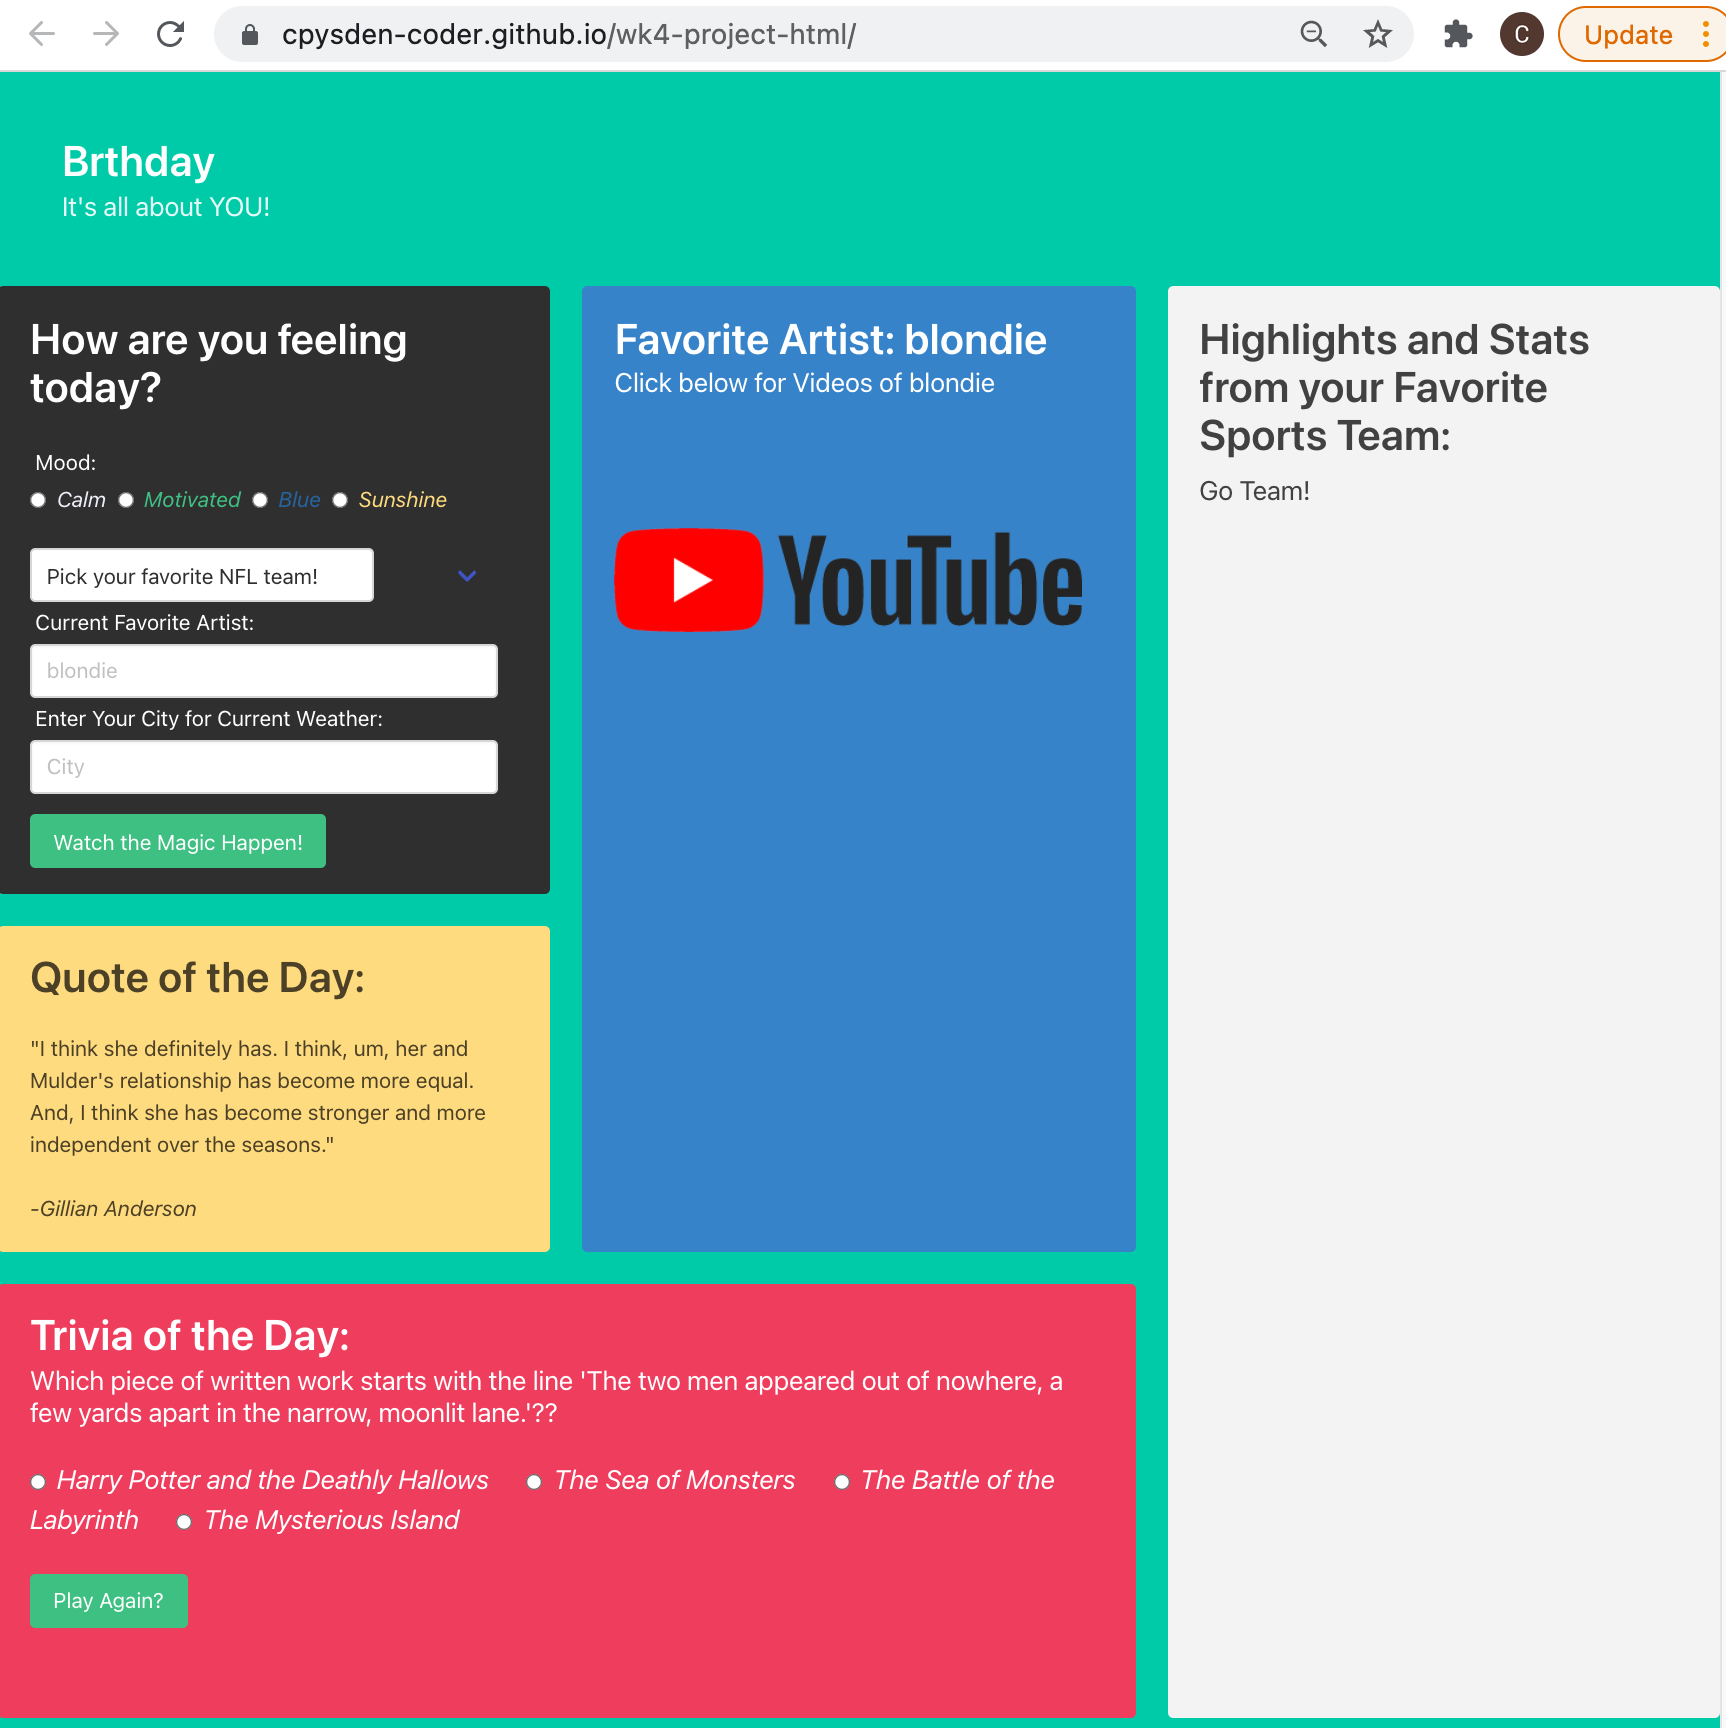 cpysden-coder.github.io/wk4-project-html/
C
Update
Brthday
It's all about YOU!
How are you feeling
today?
Mood:
Calm Motivated Blue Sunshine
Pick your favorite NFL team!
Current Favorite Artist:
blondie
Enter Your City for Current Weather:
City
Watch the Magic Happen!
Quote of the Day:
"I think she definitely has. I think, um, her and
Mulder's relationship has become more equal.
And, I think she has become stronger and more
independent over the seasons."
-Gillian Anderson
Favorite Artist: blondie
Click below for Videos of blondie
YouTube
Highlights and Stats
from your Favorite
Sports Team:
Go Team!
Trivia of the Day:
Which piece of written work starts with the line 'The two men appeared out of nowhere, a
few yards apart in the narrow, moonlit lane.'??
Harry Potter and the Deathly Hallows The Sea of Monsters The Battle of the
Labyrinth The Mysterious Island
Play Again?